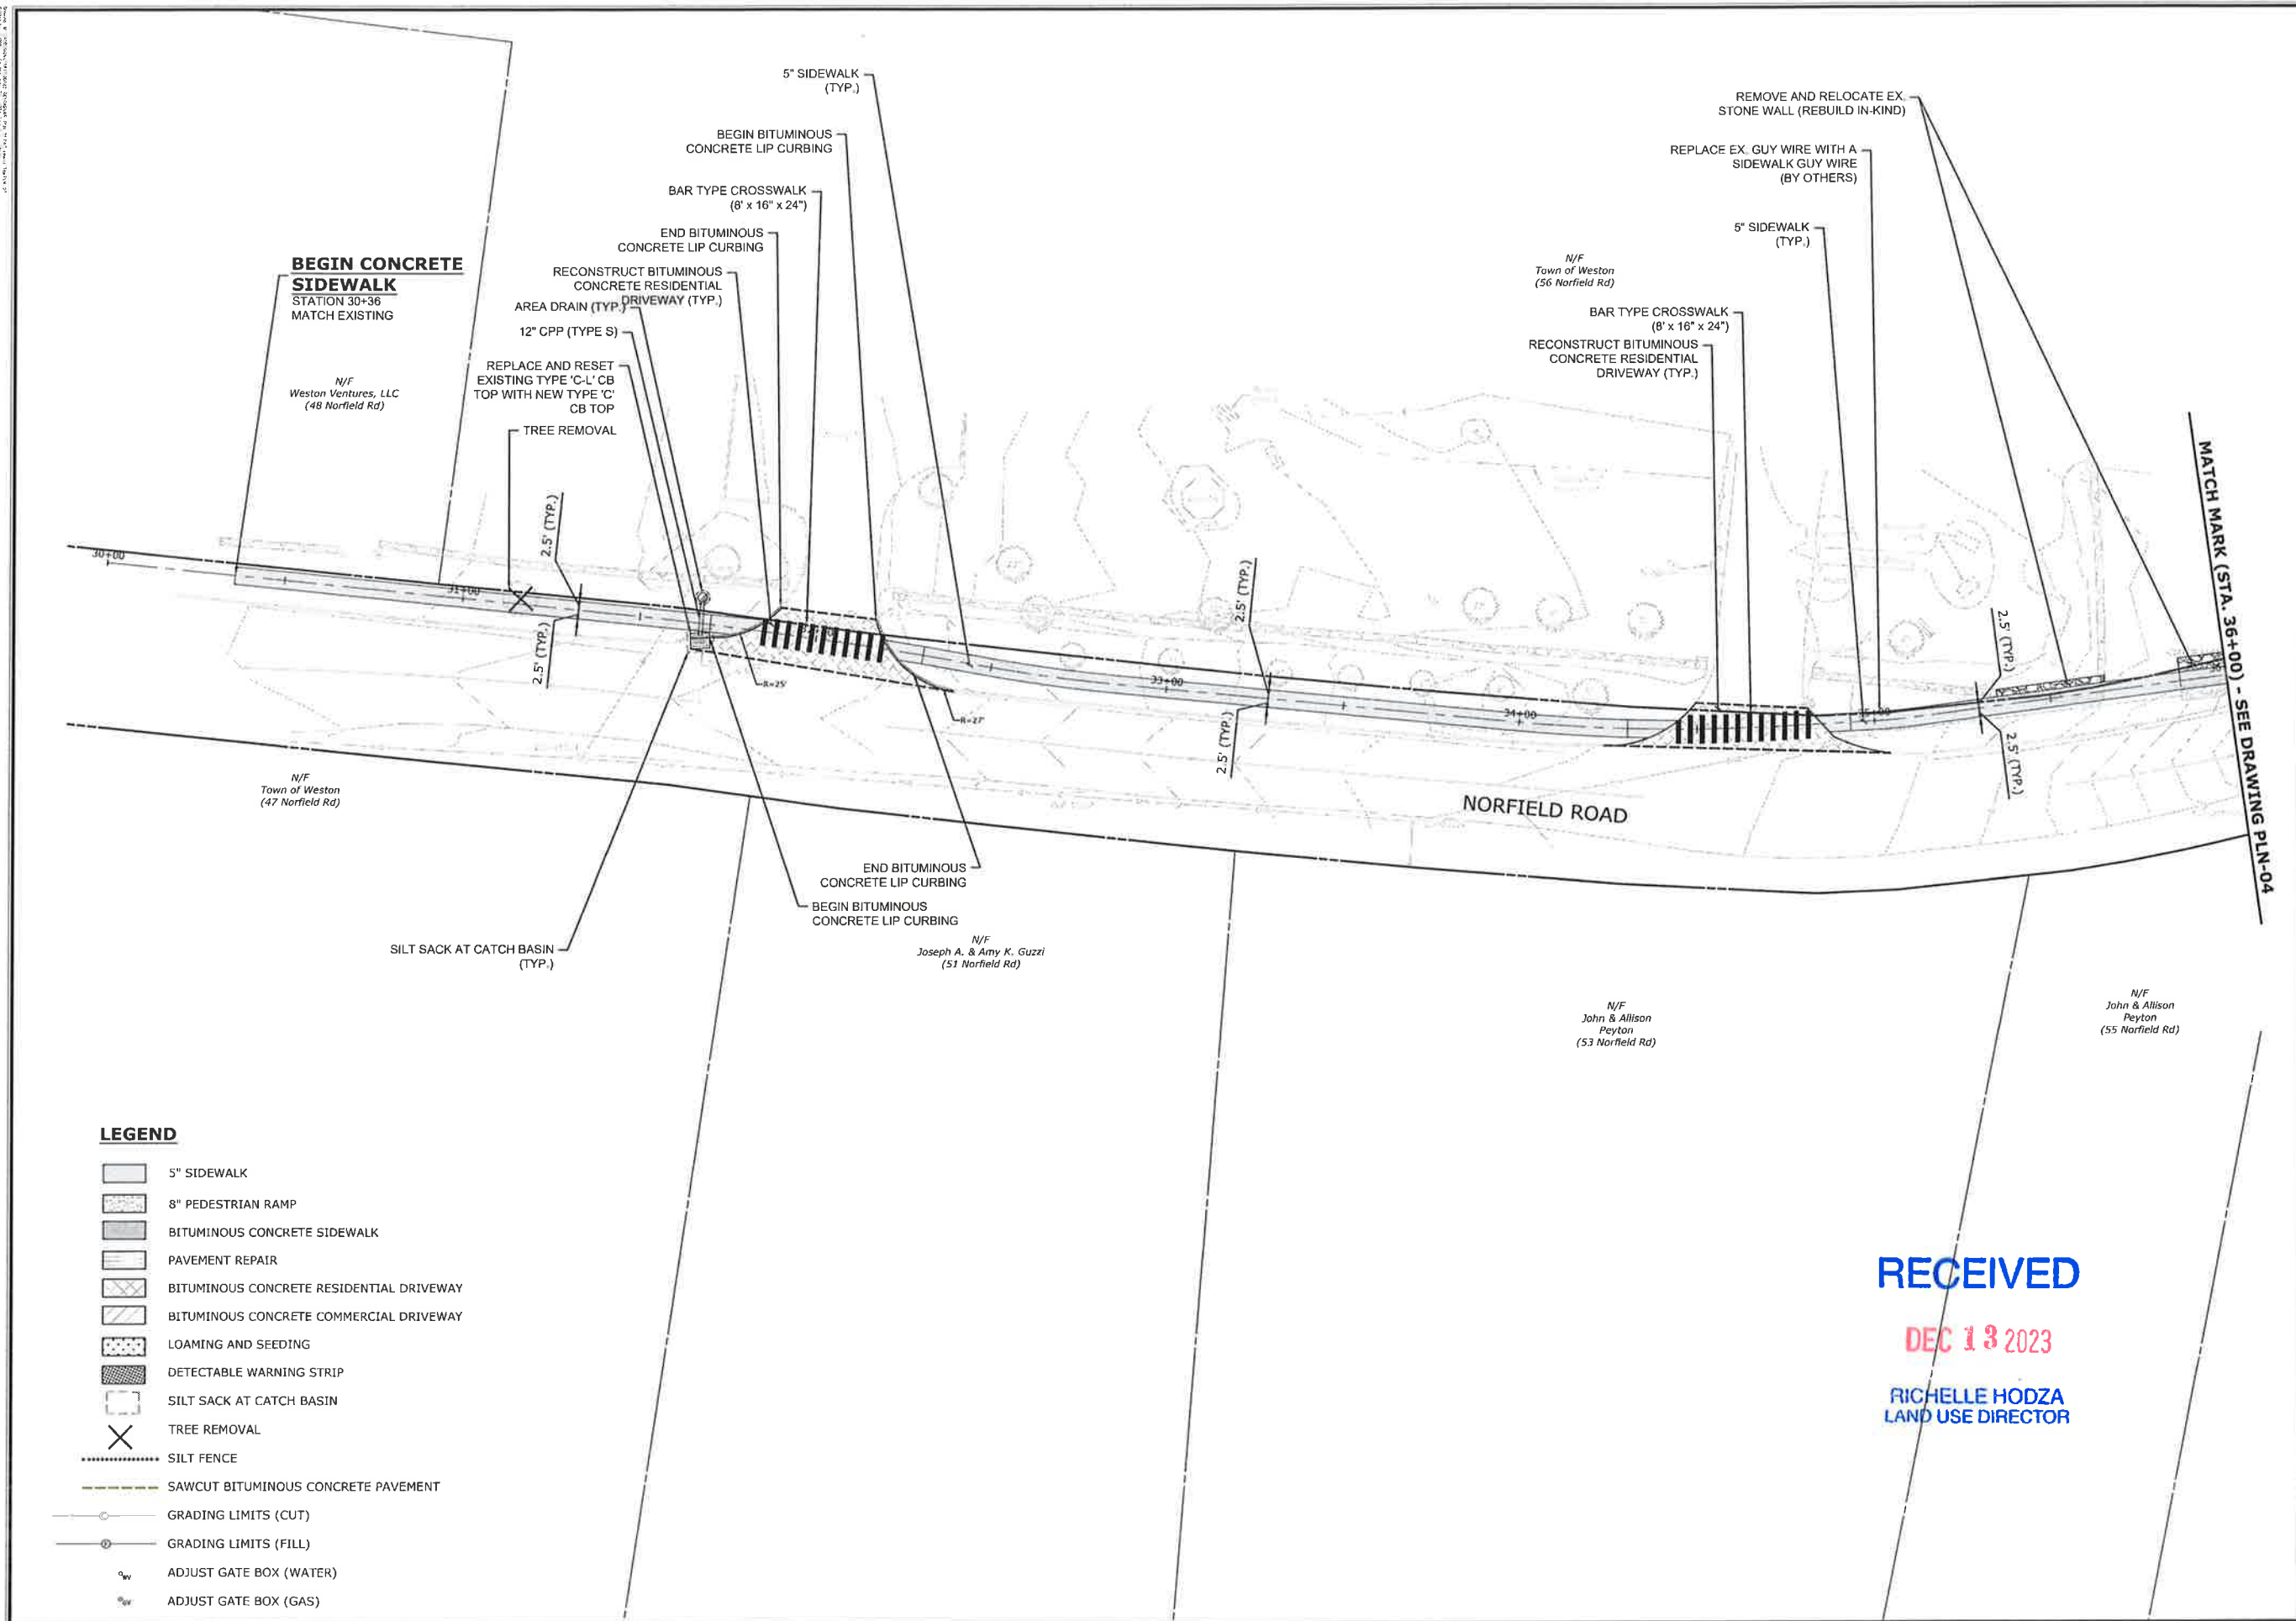 5" SIDEWALK
(TYP.)
BEGIN BITUMINOUS
CONCRETE LIP CURBING
BAR TYPE CROSSWALK
(8' x 16" x 24")
END BITUMINOUS
CONCRETE LIP CURBING
RECONSTRUCT BITUMINOUS
CONCRETE RESIDENTIAL
DRIVEWAY (TYP.)
AREA DRAIN (TYP.)
12" CPP (TYPE S)
REPLACE AND RESET
EXISTING TYPE 'C-L' CB
TOP WITH NEW TYPE 'C'
CB TOP
TREE REMOVAL
BEGIN CONCRETE
SIDEWALK
STATION 30+36
MATCH EXISTING
N/F
Weston Ventures, LLC
(48 Norfield Rd)
REMOVE AND RELOCATE EX.
STONE WALL (REBUILD IN-KIND)
REPLACE EX. GUY WIRE WITH A
SIDEWALK GUY WIRE
(BY OTHERS)
5" SIDEWALK
(TYP.)
N/F
Town of Weston
(56 Norfield Rd)
BAR TYPE CROSSWALK
(8' x 16" x 24")
RECONSTRUCT BITUMINOUS
CONCRETE RESIDENTIAL
DRIVEWAY (TYP.)
MATCH MARK (STA. 36+00) - SEE DRAWING PLN-04
30+00
31+00
33+00
34+00
2.5' (TYP.)
2.5' (TYP.)
2.5' (TYP.)
2.5' (TYP.)
2.5' (TYP.)
2.5' (TYP.)
R=25'
R=27'
NORFIELD ROAD
N/F
Town of Weston
(47 Norfield Rd)
END BITUMINOUS
CONCRETE LIP CURBING
BEGIN BITUMINOUS
CONCRETE LIP CURBING
SILT SACK AT CATCH BASIN
(TYP.)
N/F
Joseph A. & Amy K. Guzzi
(51 Norfield Rd)
N/F
John & Allison
Peyton
(53 Norfield Rd)
N/F
John & Allison
Peyton
(55 Norfield Rd)
LEGEND
5" SIDEWALK
8" PEDESTRIAN RAMP
BITUMINOUS CONCRETE SIDEWALK
PAVEMENT REPAIR
BITUMINOUS CONCRETE RESIDENTIAL DRIVEWAY
BITUMINOUS CONCRETE COMMERCIAL DRIVEWAY
LOAMING AND SEEDING
DETECTABLE WARNING STRIP
SILT SACK AT CATCH BASIN
TREE REMOVAL
SILT FENCE
SAWCUT BITUMINOUS CONCRETE PAVEMENT
GRADING LIMITS (CUT)
GRADING LIMITS (FILL)
ADJUST GATE BOX (WATER)
ADJUST GATE BOX (GAS)
RECEIVED
DEC 13 2023
RICHELLE HODZA
LAND USE DIRECTOR